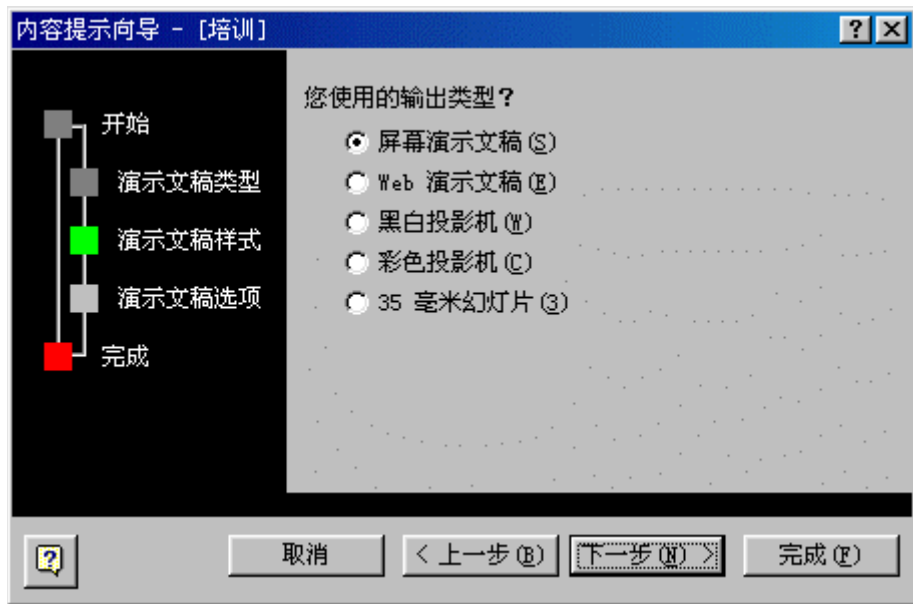 内容提示向导 - [培训]
开始
演示文稿类型
演示文稿样式
演示文稿选项
完成
您使用的输出类型?
屏幕演示文稿(S)
Web 演示文稿(E)
黑白投影机(W)
彩色投影机(C)
35 毫米幻灯片(3)
取消
< 上一步(B)
下一步(N) >
完成(F)